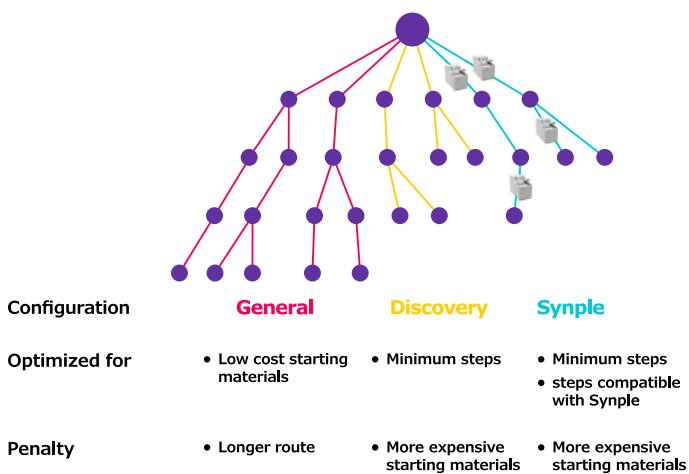 Configuration General Discovery Synple
Optimized for
• Low cost starting
materials
• Minimum steps
• Minimum steps
• steps compatible
with Synple
Penalty
• Longer route
• More expensive
starting materials
• More expensive
starting materials